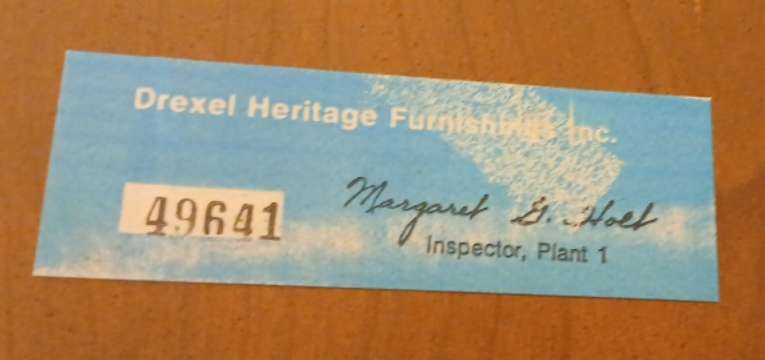 Drexel Heritage Furnishings Inc.
49641
Margaret G. Holt
Inspector, Plant 1